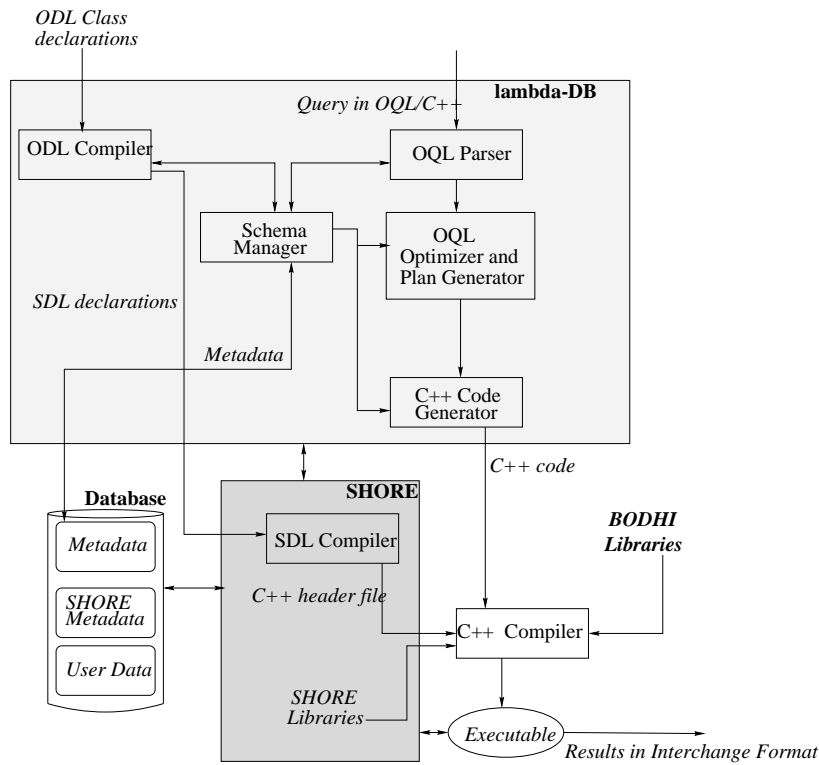 ODL Class
declarations
lambda-DB
Query in OQL/C++
ODL Compiler
OQL Parser
Schema
Manager
OQL
Optimizer and
Plan Generator
SDL declarations
Metadata
C++ Code
Generator
C++ code
Database
SHORE
BODHI
Libraries
Metadata
SDL Compiler
SHORE
Metadata
C++ header file
C++ Compiler
User Data
SHORE
Libraries
Executable
Results in Interchange Format